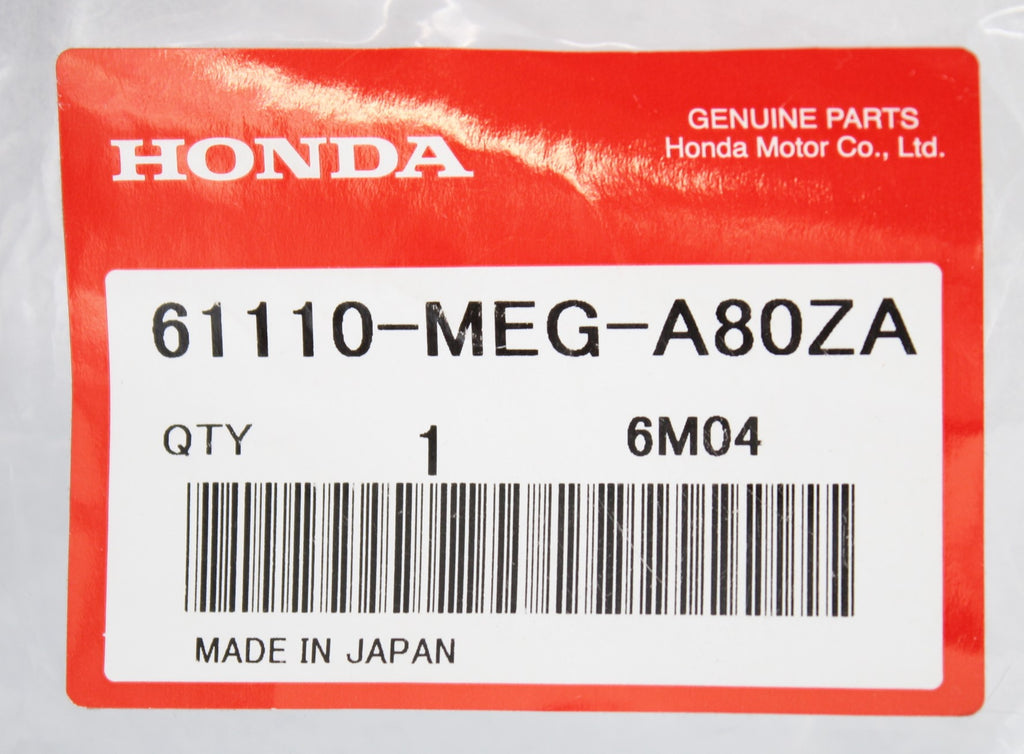 HONDA
GENUINE PARTS
Honda Motor Co., Ltd.
61110-MEG-A80ZA
QTY 1 6M04
MADE IN JAPAN